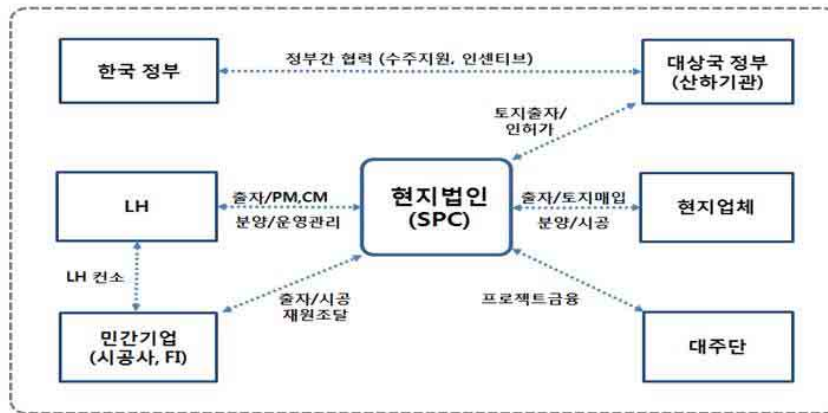 정부간 협력 (수주지원, 인센티브)
한국 정부
대상국 정부
(산하기관)
토지출자/
인허가
LH
출자/PM,CM
분양/운영관리
현지법인
(SPC)
출자/토지매입
분양/시공
현지업체
LH 컨소
출자/시공
재원조달
프로젝트금융
민간기업
(시공사, FI)
대주단